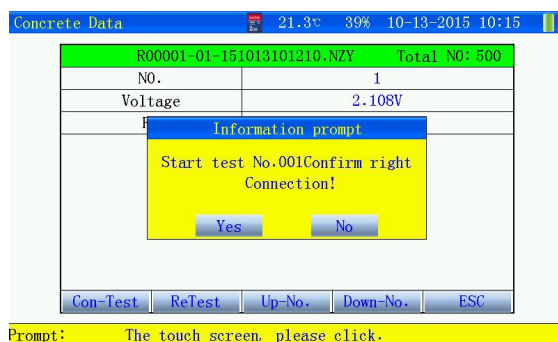 Concrete Data 21.3℃ 39% 10-13-2015 10:15
R00001-01-151013101210.NZY Total N0: 500
N0. 1
Voltage 2.108V
Information prompt
Start test No.001Confirm right
Connection!
Yes No
Con-Test ReTest Up-No. Down-No. ESC
Prompt: The touch screen, please click.